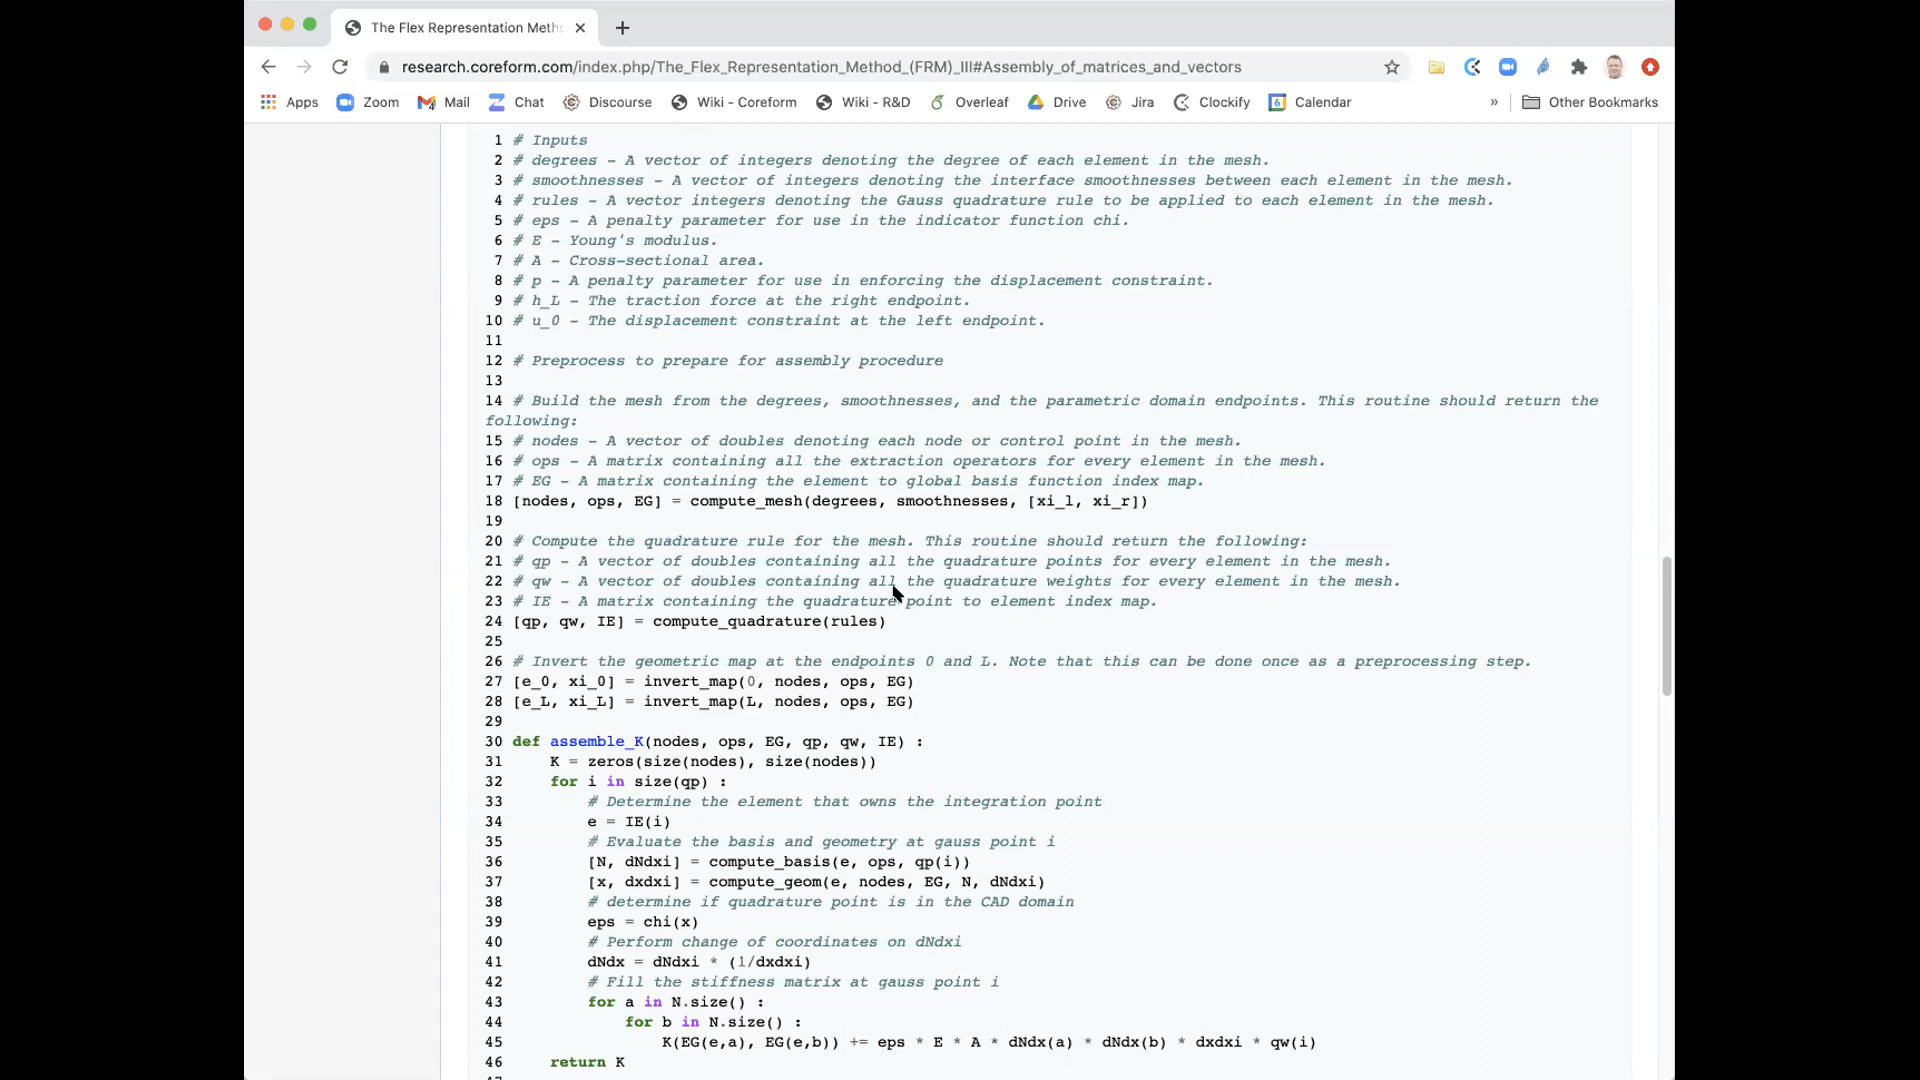 The Flex Representation Meth
research.coreform.com/index.php/The_Flex_Representation_Method_(FRM)_III#Assembly_of_matrices_and_vectors
Apps Zoom Mail Chat Discourse Wiki - Coreform Wiki - R&D Overleaf Drive Jira Clockify 6 Calendar » Other Bookmarks
1 # Inputs
2 # degrees - A vector of integers denoting the degree of each element in the mesh.
3 # smoothnesses - A vector of integers denoting the interface smoothnesses between each element in the mesh.
4 # rules - A vector integers denoting the Gauss quadrature rule to be applied to each element in the mesh.
5 # eps - A penalty parameter for use in the indicator function chi.
6 # E - Young's modulus.
7 # A - Cross-sectional area.
8 # p - A penalty parameter for use in enforcing the displacement constraint.
9 # h_L - The traction force at the right endpoint.
10 # u_0 - The displacement constraint at the left endpoint.
11
12 # Preprocess to prepare for assembly procedure
13
14 # Build the mesh from the degrees, smoothnesses, and the parametric domain endpoints. This routine should return the
following:
15 # nodes - A vector of doubles denoting each node or control point in the mesh.
16 # ops - A matrix containing all the extraction operators for every element in the mesh.
17 # EG - A matrix containing the element to global basis function index map.
18 [nodes, ops, EG] = compute_mesh(degrees, smoothnesses, [xi_l, xi_r])
19
20 # Compute the quadrature rule for the mesh. This routine should return the following:
21 # qp - A vector of doubles containing all the quadrature points for every element in the mesh.
22 # qw - A vector of doubles containing all the quadrature weights for every element in the mesh.
23 # IE - A matrix containing the quadrature point to element index map.
24 [qp, qw, IE] = compute_quadrature(rules)
25
26 # Invert the geometric map at the endpoints 0 and L. Note that this can be done once as a preprocessing step.
27 [e_0, xi_0] = invert_map(0, nodes, ops, EG)
28 [e_L, xi_L] = invert_map(L, nodes, ops, EG)
29
30 def assemble_K(nodes, ops, EG, qp, qw, IE) :
31 K = zeros(size(nodes), size(nodes))
32 for i in size(qp) :
33 # Determine the element that owns the integration point
34 e = IE(i)
35 # Evaluate the basis and geometry at gauss point i
36 [N, dNdxi] = compute_basis(e, ops, qp(i))
37 [x, dxdxi] = compute_geom(e, nodes, EG, N, dNdxi)
38 # determine if quadrature point is in the CAD domain
39 eps = chi(x)
40 # Perform change of coordinates on dNdxi
41 dNdx = dNdxi * (1/dxdxi)
42 # Fill the stiffness matrix at gauss point i
43 for a in N.size() :
44 for b in N.size() :
45 K(EG(e,a), EG(e,b)) += eps * E * A * dNdx(a) * dNdx(b) * dxdxi * qw(i)
46 return K